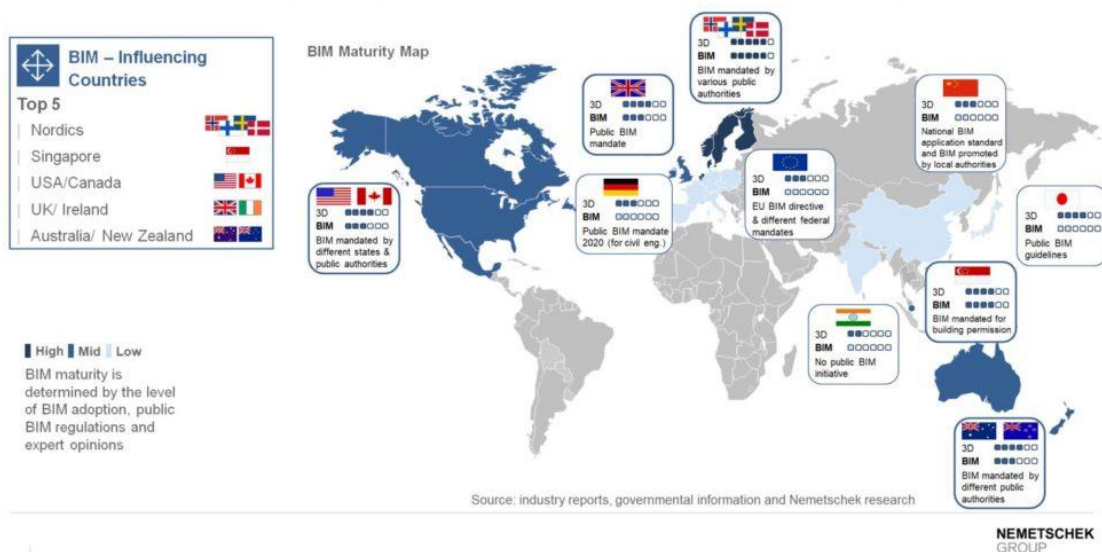 BIM – Influencing
Countries
Top 5
Nordics
Singapore
USA/Canada
UK/ Ireland
Australia/ New Zealand
High Mid Low
BIM maturity is
determined by the level
of BIM adoption, public
BIM regulations and
expert opinions
BIM Maturity Map
3D
BIM
BIM mandated by
various public
authorities
3D
BIM
Public BIM
mandate
3D
BIM
National BIM
application standard
and BIM promoted
by local authorities
3D
BIM
BIM mandated by
different states &
public authorities
3D
BIM
Public BIM mandate
2020 (for civil eng.)
3D
BIM
EU BIM directive
& different federal
mandates
3D
BIM
Public BIM
guidelines
3D
BIM
BIM mandated for
building permission
3D
BIM
No public BIM
initiative
3D
BIM
BIM mandated by
different public
authorities
Source: industry reports, governmental information and Nemetschek research
NEMETSCHEK
GROUP